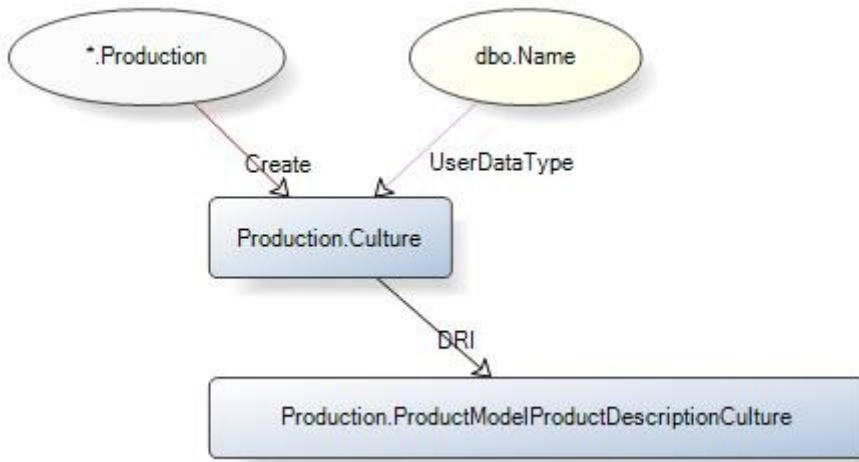 *.Production
dbo.Name
Create
UserDataType
Production.Culture
DRI
Production.ProductModelProductDescriptionCulture